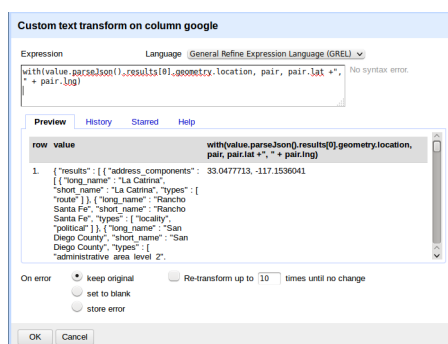 Custom text transform on column google
Expression
Language General Refine Expression Language (GREL)
with(value.parseJson().results[0].geometry.location, pair, pair.lat +",
" + pair.lng)
No syntax error.
Preview History Starred Help
row value with(value.parseJson().results[0].geometry.location,
pair, pair.lat +", " + pair.lng)
1. { "results" : [ { "address_components" : 33.0477713, -117.1536041
[ { "long_name" : "La Catrina",
"short_name" : "La Catrina", "types" : [
"route" ] }, { "long_name" : "Rancho
Santa Fe", "short_name" : "Rancho
Santa Fe", "types" : [ "locality",
"political" ] }, { "long_name" : "San
Diego County", "short_name" : "San
Diego County", "types" : [
"administrative_area_level_2",
On error keep original Re-transform up to 10 times until no change
set to blank
store error
OK Cancel